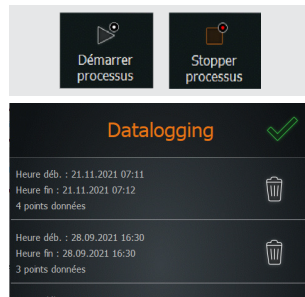 Démarrer
processus
Stopper
processus
Datalogging
Heure déb. : 21.11.2021 07:11
Heure fin : 21.11.2021 07:12
4 points données
Heure déb. : 28.09.2021 16:30
Heure fin : 28.09.2021 16:30
3 points données